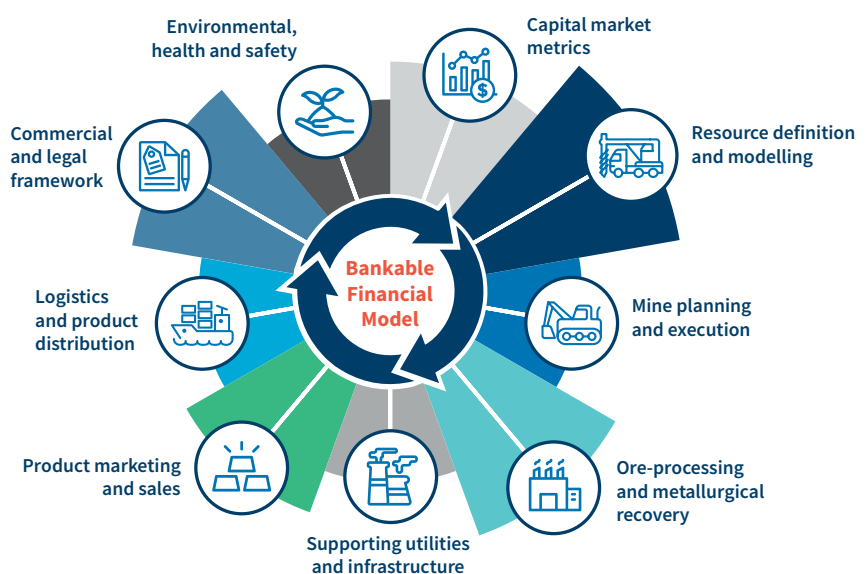 Environmental,
health and safety
Capital market
metrics
Commercial
and legal
framework
Resource definition
and modelling
Bankable
Financial
Model
Logistics
and product
distribution
Mine planning
and execution
Product marketing
and sales
Ore-processing
and metallurgical
recovery
Supporting utilities
and infrastructure
$